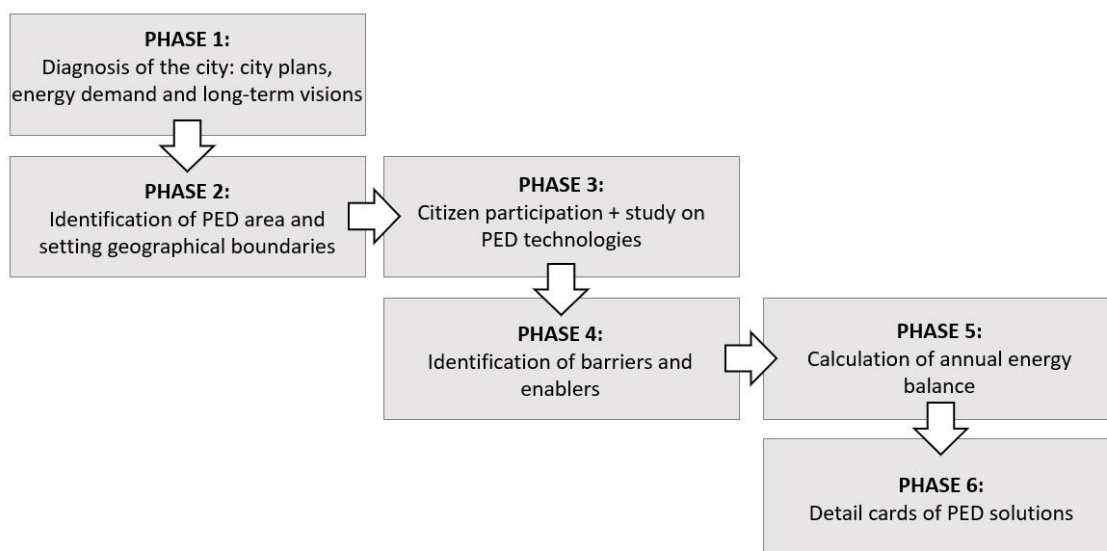 PHASE 1:
Diagnosis of the city: city plans,
energy demand and long-term visions
PHASE 2:
Identification of PED area and
setting geographical boundaries
PHASE 3:
Citizen participation + study on
PED technologies
PHASE 4:
Identification of barriers and
enablers
PHASE 5:
Calculation of annual energy
balance
PHASE 6:
Detail cards of PED solutions